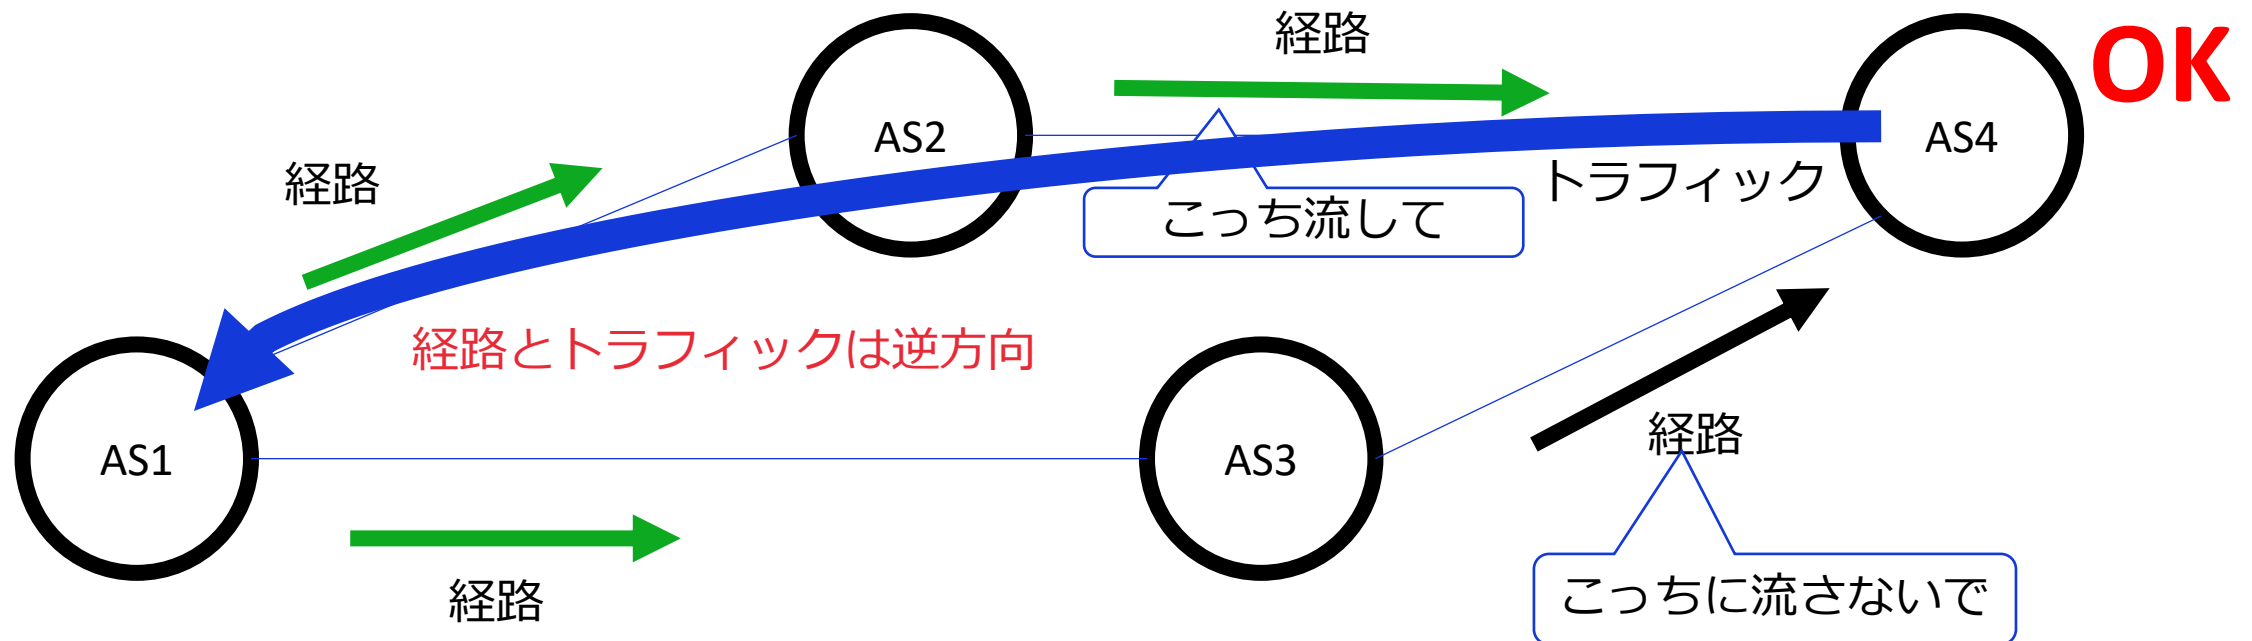 経路
OK
AS2
AS4
経路
トラフィック
こっち流して
経路とトラフィックは逆方向
AS1
AS3
経路
経路
こっちに流さないで